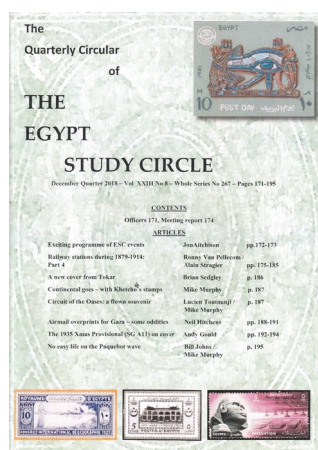 The
Quarterly Circular
of
THE
EGYPT
STUDY CIRCLE
EGYPT
10
POST DAY
December Quarter 2018 – Vol XXIII No.8 – Whole Series No 267 – Pages 171-195
CONTENTS
Officers 171, Meeting report 174
ARTICLES
Exciting programme of ESC events JonAitchison pp.172-173
Railway stations during 1879-1914: Part 4 Ronny Van Pellecom / Alain Stragier pp. 175-185
A new cover from Tokar Brian Sedgley p. 186
Continental goes – with Khetcho's stamps Mike Murphy p. 187
Circuit of the Oases: a flown souvenir Lucien Toutounji / Mike Murphy p. 187
Airmail overprints for Gaza – some oddities Neil Hitchens pp. 188-191
The 1935 Xmas Provisional (SG A11) on cover Andy Gould pp. 192-194
No easy life on the Paquebot wave Bill Johns / Mike Murphy p. 195
10
5